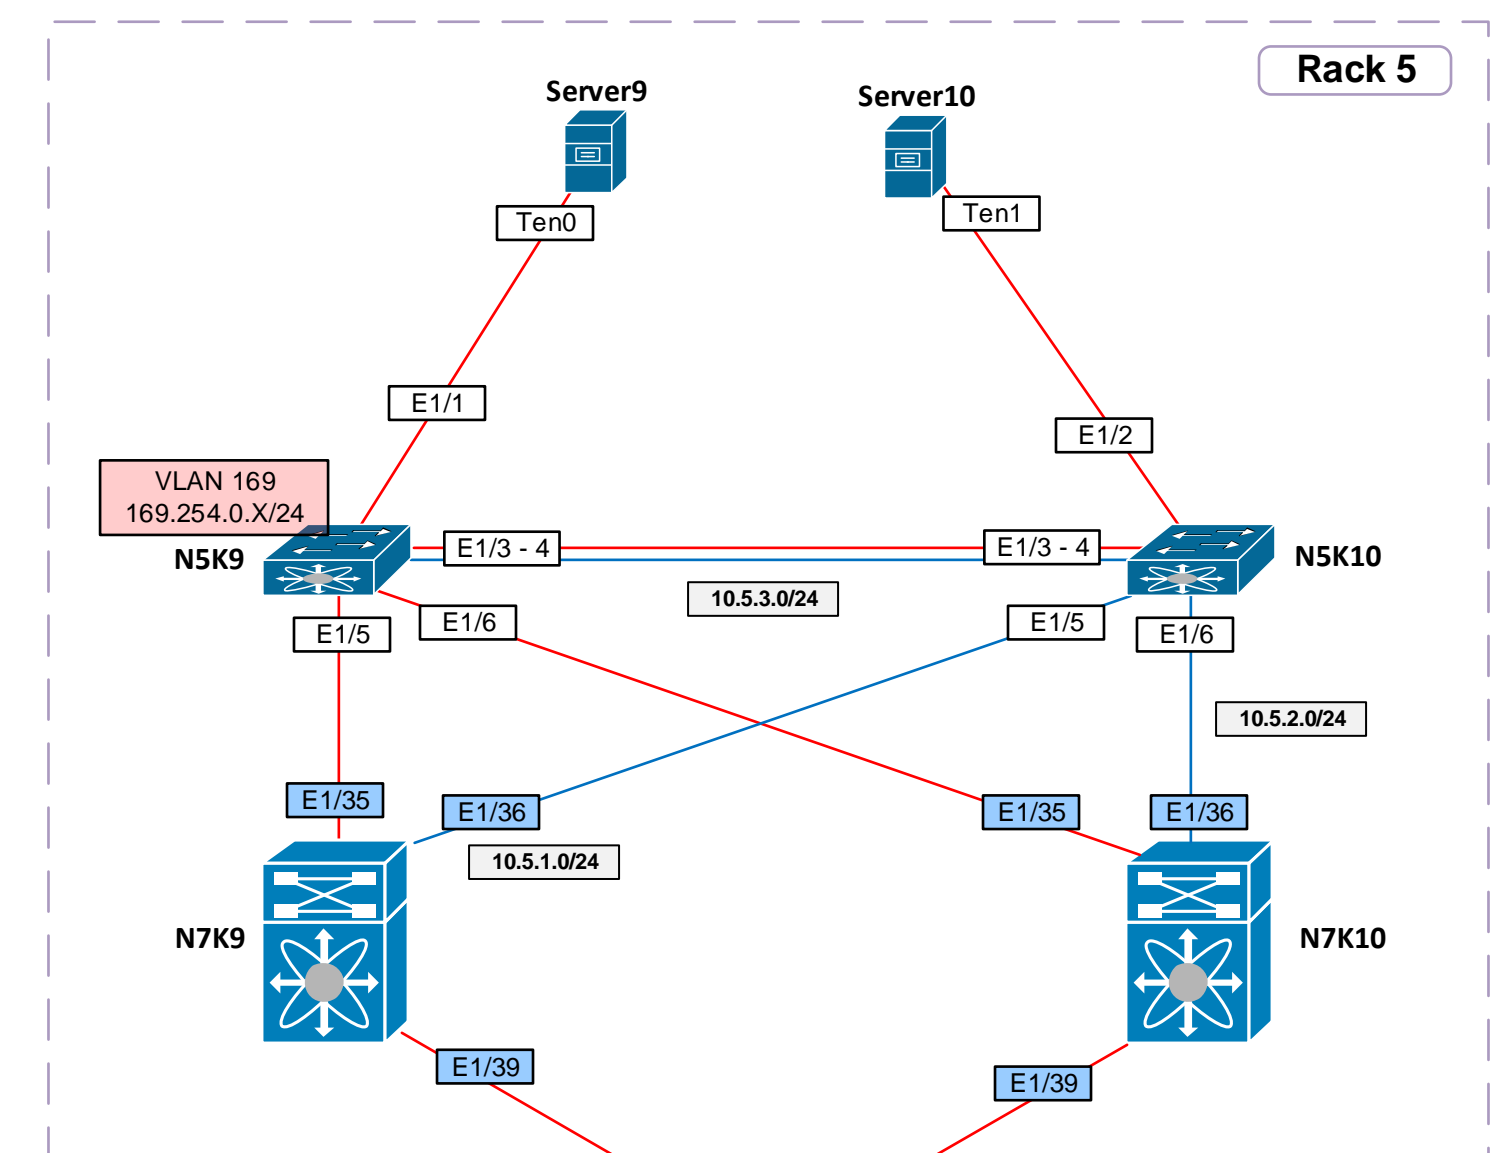 Rack 5
Server9
Server10
Ten0
Ten1
E1/1
E1/2
VLAN 169
169.254.0.X/24
N5K9
E1/3 - 4
E1/3 - 4
N5K10
10.5.3.0/24
E1/5
E1/6
E1/5
E1/6
10.5.2.0/24
E1/35
E1/36
E1/35
E1/36
10.5.1.0/24
N7K9
N7K10
E1/39
E1/39